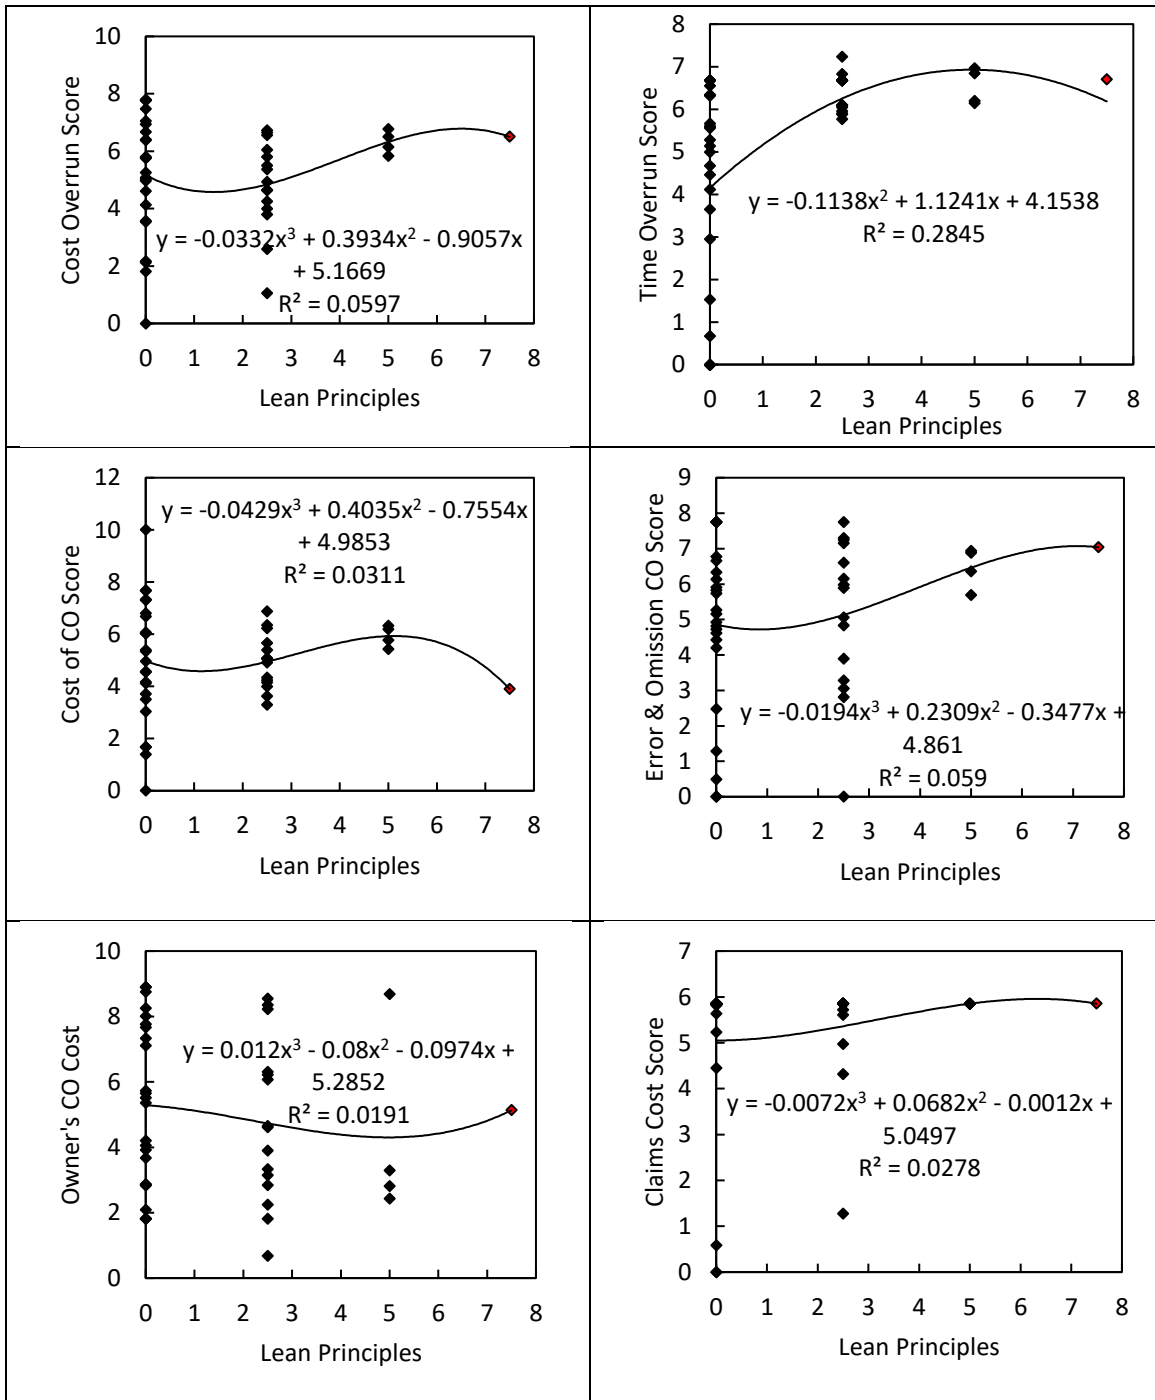 10
8
6
4
2
0
Cost Overrun Score
y = -0.0332x³ + 0.3934x² - 0.9057x
+ 5.1669
R² = 0.0597
0 1 2 3 4 5 6 7 8
Lean Principles
8
7
6
5
4
3
2
1
0
Time Overrun Score
y = -0.1138x² + 1.1241x + 4.1538
R² = 0.2845
0 1 2 3 4 5 6 7 8
Lean Principles
12
10
8
6
4
2
0
Cost of CO Score
y = -0.0429x³ + 0.4035x² - 0.7554x
+ 4.9853
R² = 0.0311
0 1 2 3 4 5 6 7 8
Lean Principles
9
8
7
6
5
4
3
2
1
0
Error & Omission CO Score
y = -0.0194x³ + 0.2309x² - 0.3477x +
4.861
R² = 0.059
0 1 2 3 4 5 6 7 8
Lean Principles
10
8
6
4
2
0
Owner's CO Cost
y = 0.012x³ - 0.08x² - 0.0974x +
5.2852
R² = 0.0191
0 1 2 3 4 5 6 7 8
Lean Principles
7
6
5
4
3
2
1
0
Claims Cost Score
y = -0.0072x³ + 0.0682x² - 0.0012x +
5.0497
R² = 0.0278
0 1 2 3 4 5 6 7 8
Lean Principles